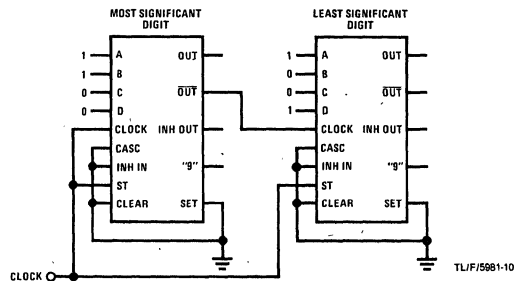 MOST SIGNIFICANT
DIGIT
LEAST SIGNIFICANT
DIGIT
1 A OUT
1 B
0 C OUT
0 D
CLOCK INH OUT
CASC
INH IN "9"
ST
CLEAR SET
1 A OUT
0 B
0 C OUT
1 D
CLOCK INH OUT
CASC
INH IN "9"
ST
CLEAR SET
CLOCK
TL/F/5981-10